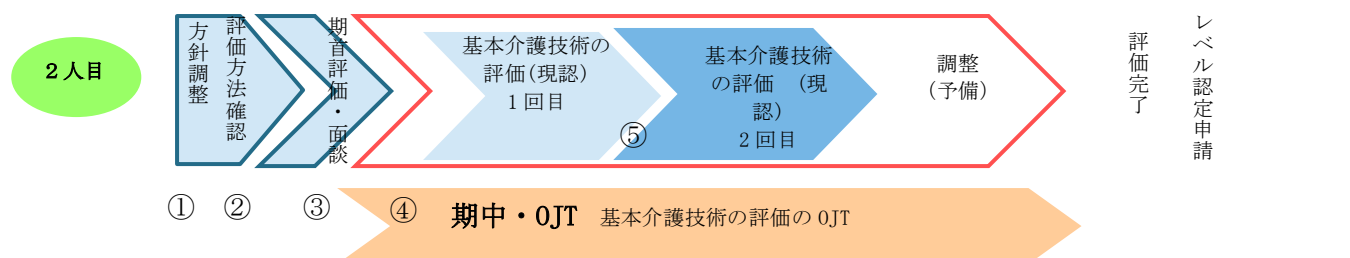 ２人目
方針調整
評価方法確認
期首評価・面談
基本介護技術の
評価(現認)
１回目
基本介護技術
の評価　（現
認）
２回目
調整
（予備）
評価完了
レベル認定申請
⑤
①
②
③
④
期中・OJT　基本介護技術の評価の OJT